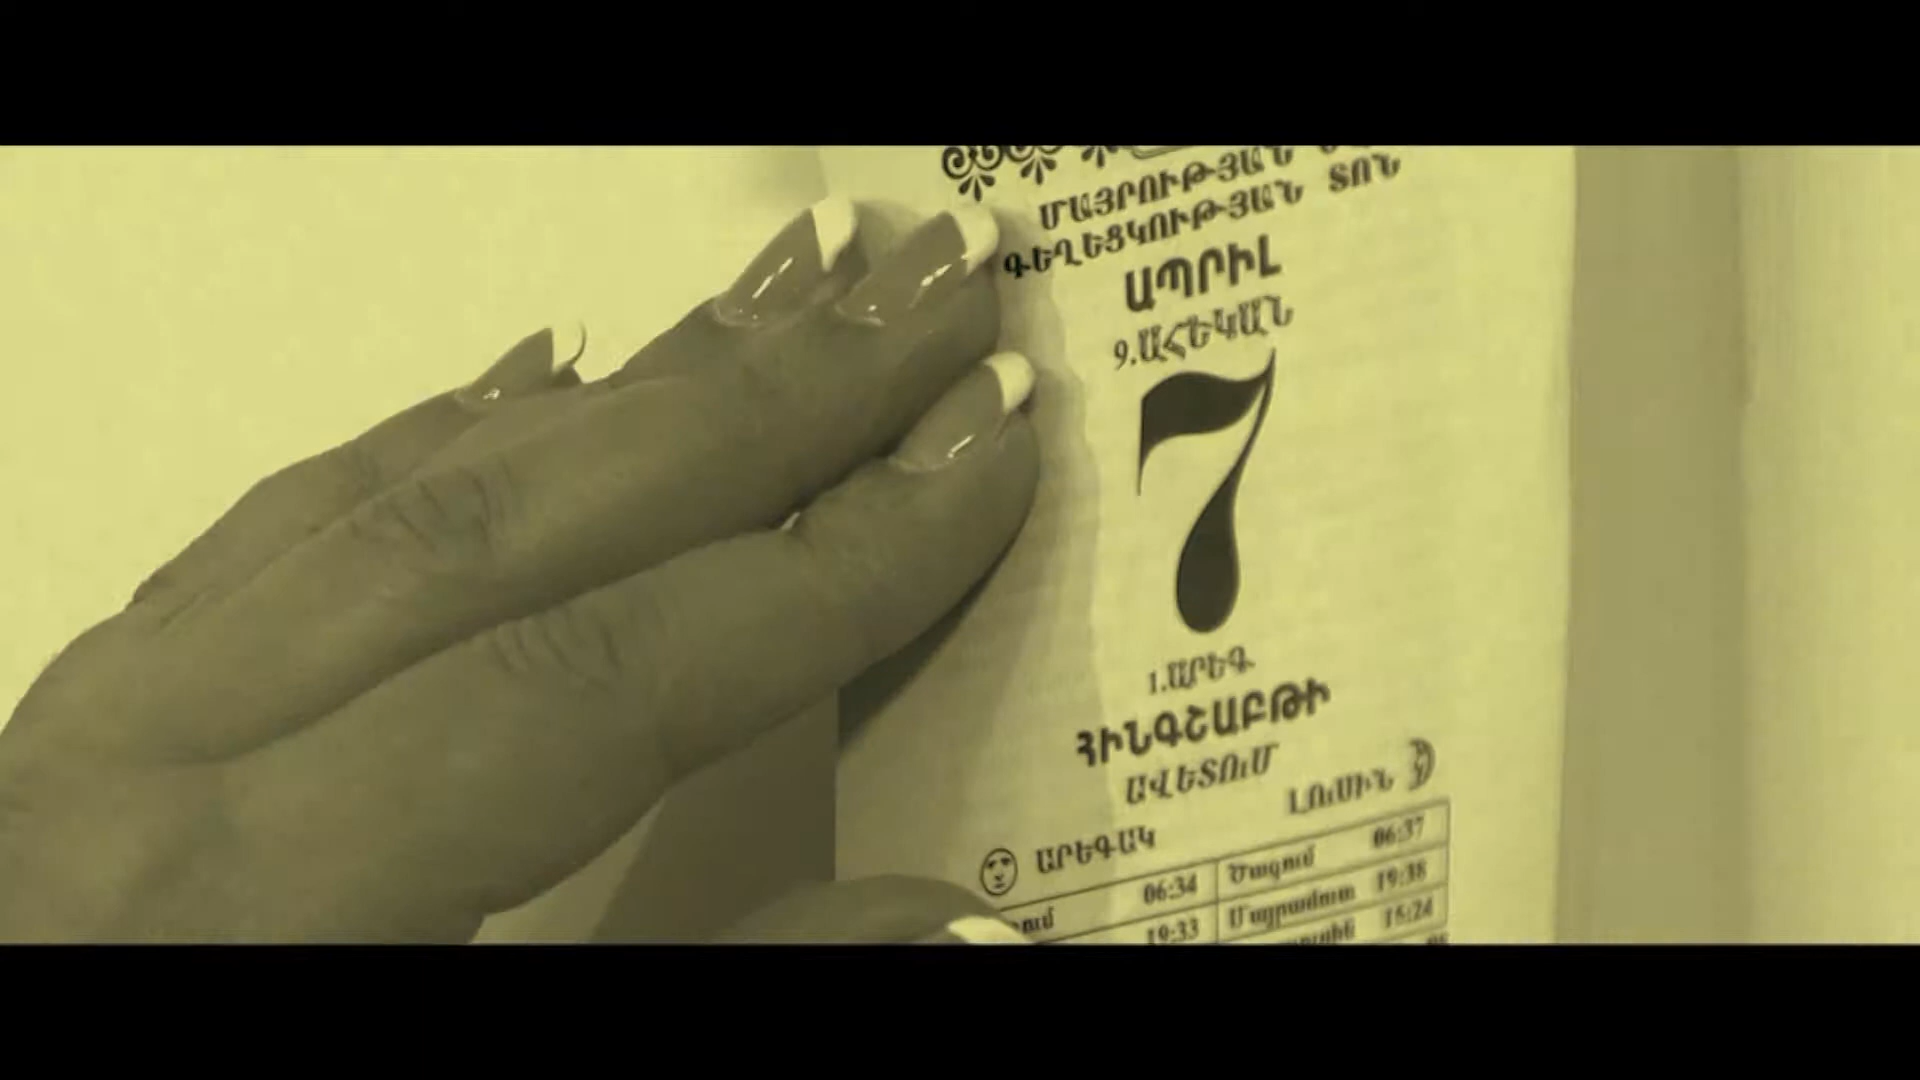 ՄԱՅՐՈՒԹՅԱՆ
ԳԵՂԵՑԿՈՒԹՅԱՆ ՏՈՆ
ԱՊՐԻԼ
9.ԱՀԵԿԱՆ
7
1.ԱՐԵԳ
ՀԻՆԳՇԱԲԹԻ
ԱՎԵՏՈւՄ
ԼՈւՍԻՆ
ԱՐԵԳԱԿ
06:34 Ծագում 06:37
19:33 Մայրամուտ 19:38
15:24